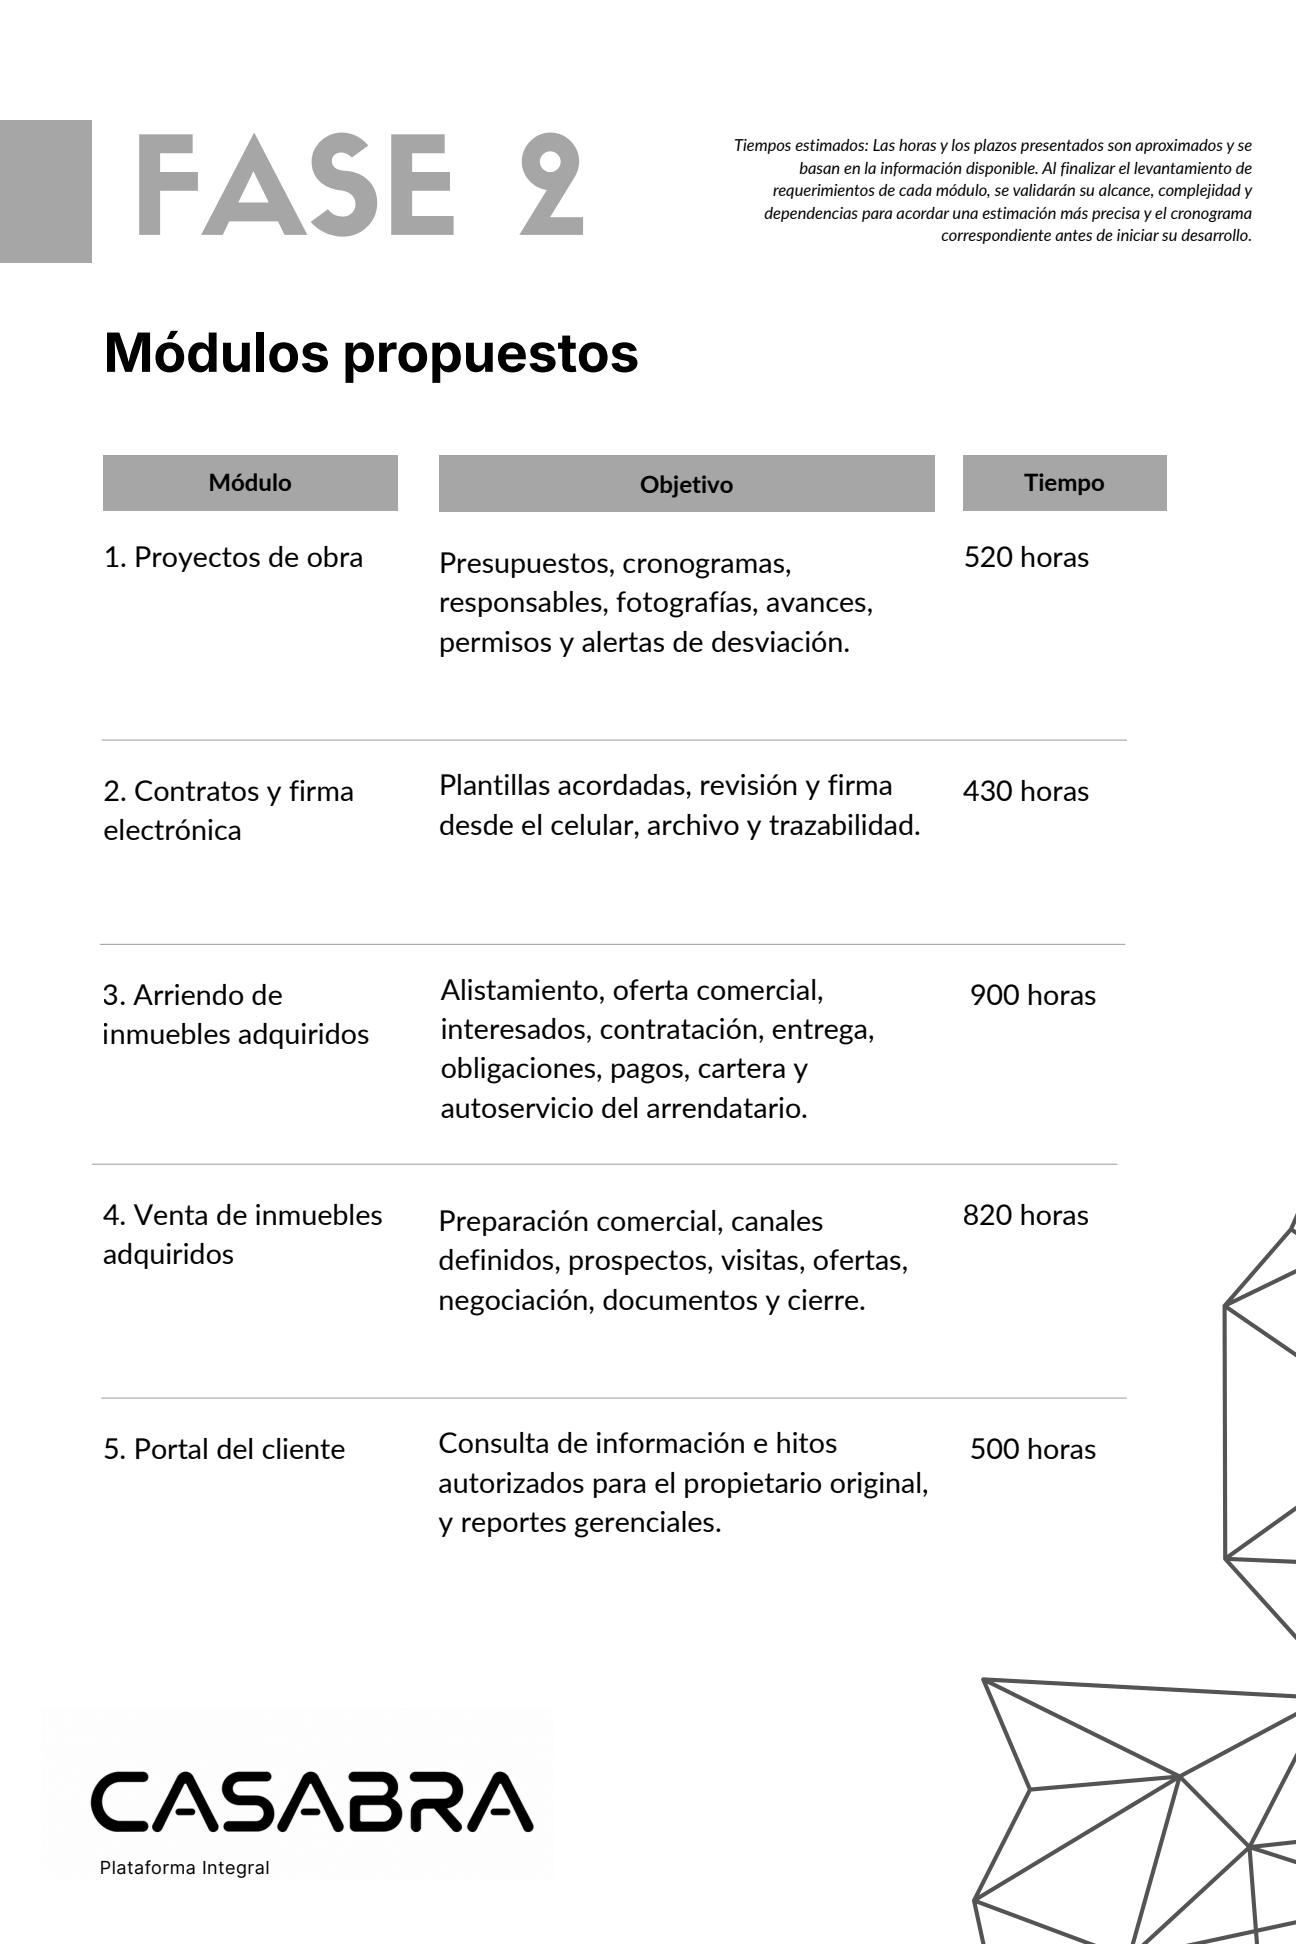 FASE 2
Tiempos estimados: Las horas y los plazos presentados son aproximados y se
basan en la información disponible. Al finalizar el levantamiento de
requerimientos de cada módulo, se validarán su alcance, complejidad y
dependencias para acordar una estimación más precisa y el cronograma
correspondiente antes de iniciar su desarrollo.
Módulos propuestos
Módulo
Objetivo
Tiempo
1. Proyectos de obra
Presupuestos, cronogramas,
responsables, fotografías, avances,
permisos y alertas de desviación.
520 horas
2. Contratos y firma
electrónica
Plantillas acordadas, revisión y firma
desde el celular, archivo y trazabilidad.
430 horas
3. Arriendo de
inmuebles adquiridos
Alistamiento, oferta comercial,
interesados, contratación, entrega,
obligaciones, pagos, cartera y
autoservicio del arrendatario.
900 horas
4. Venta de inmuebles
adquiridos
Preparación comercial, canales
definidos, prospectos, visitas, ofertas,
negociación, documentos y cierre.
820 horas
5. Portal del cliente
Consulta de información e hitos
autorizados para el propietario original,
y reportes gerenciales.
500 horas
CASABRA
Plataforma Integral